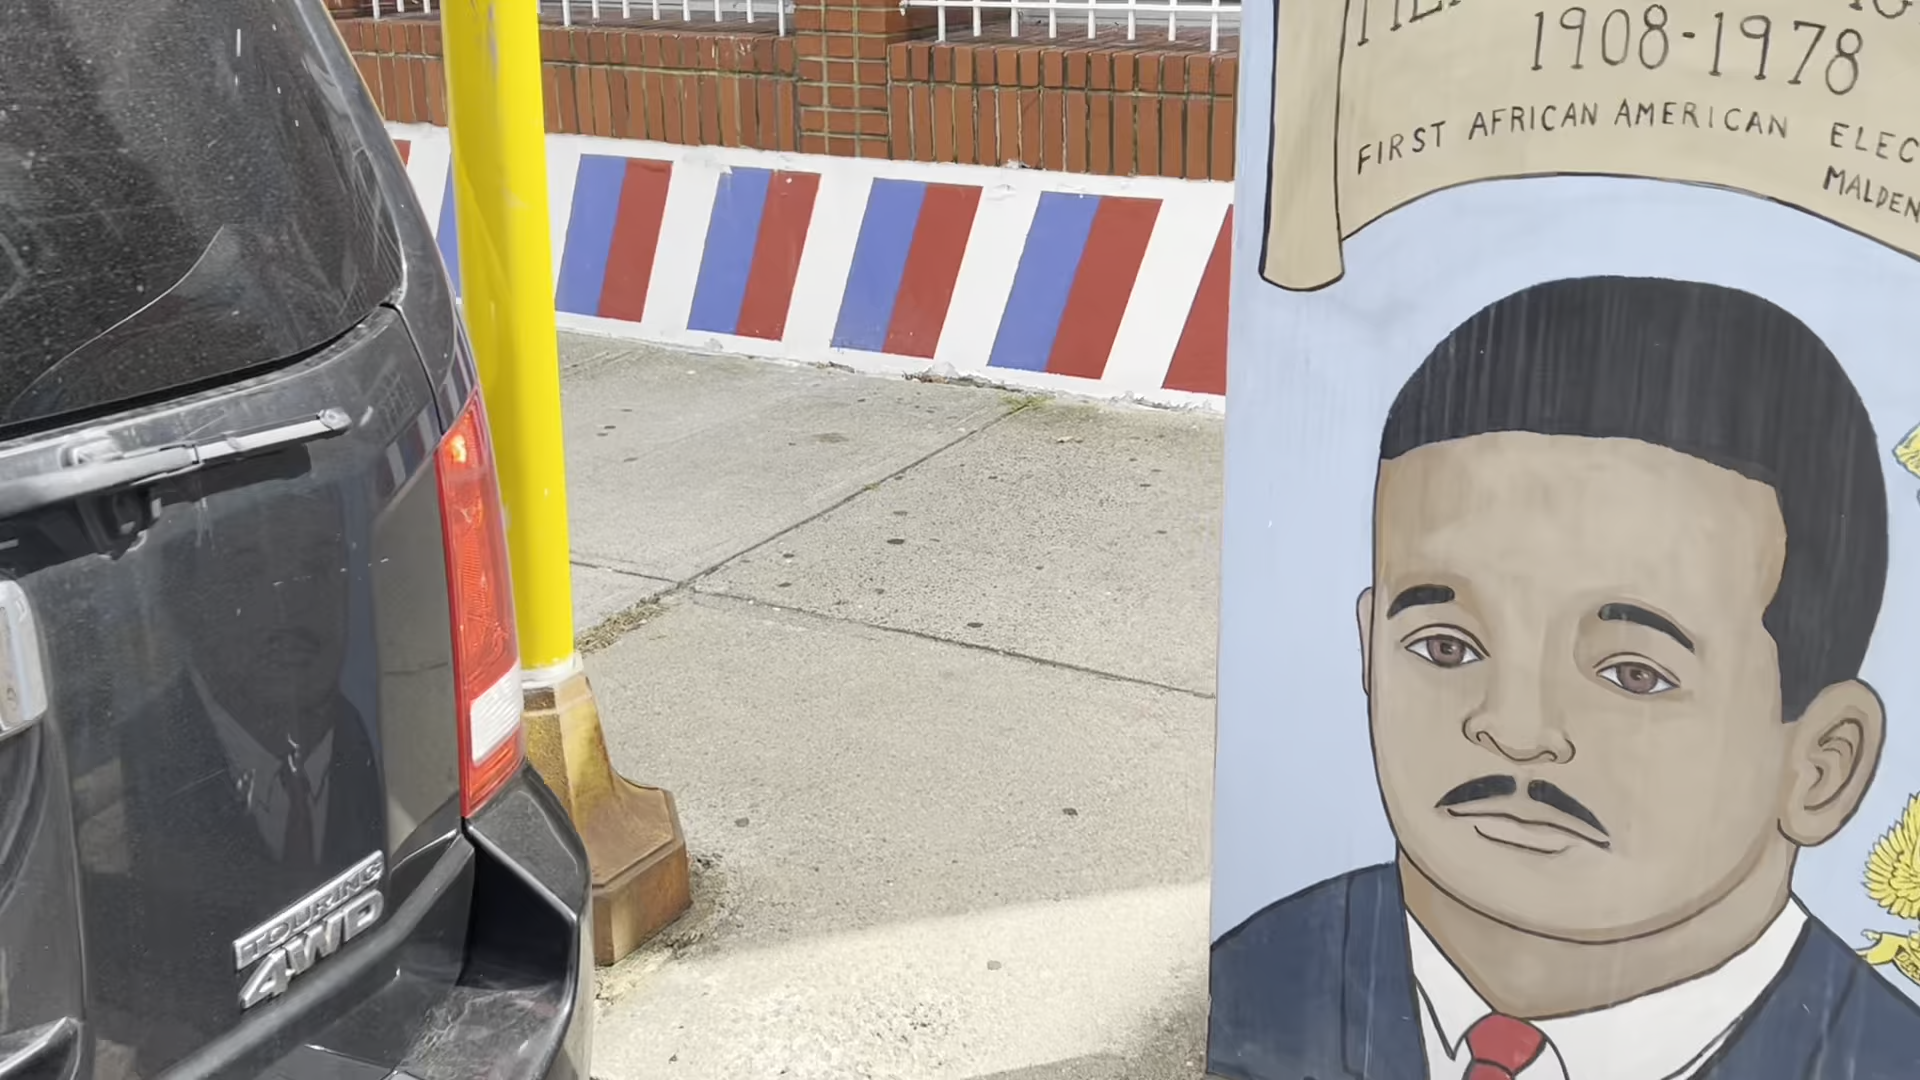 1908-1978
FIRST AFRICAN AMERICAN ELEC
MALDEN
TOURING
4WD